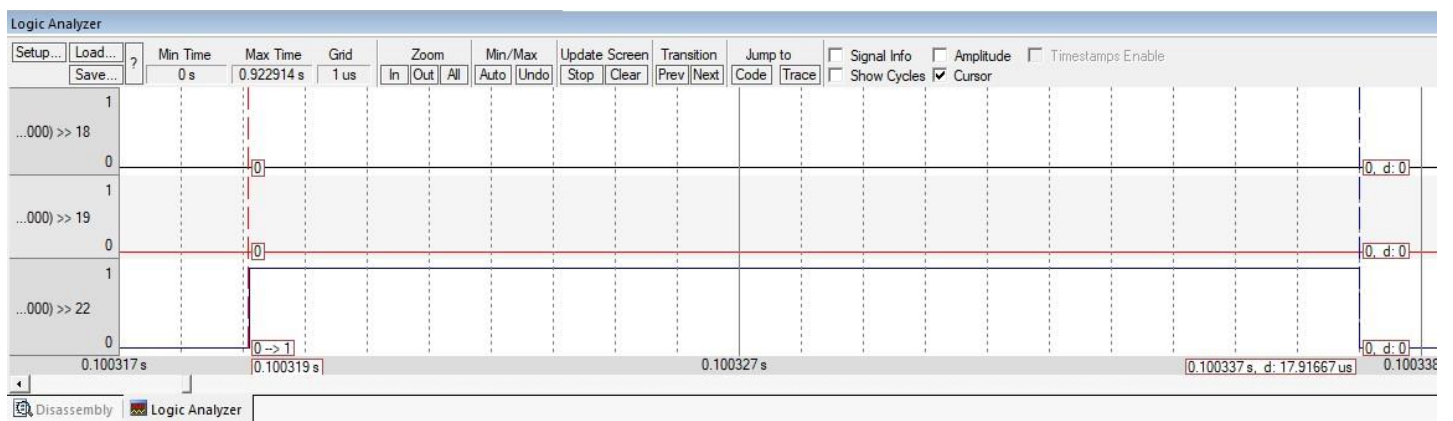 Logic Analyzer
Setup... Load... ? Min Time Max Time Grid Zoom Min/Max Update Screen Transition Jump to Signal Info Amplitude Timestamps Enable
Save... 0 s 0.922914 s 1 us In Out All Auto Undo Stop Clear Prev Next Code Trace Show Cycles Cursor
1
...000) >> 18
0 0 0, d: 0
1
...000) >> 19
0 0 0, d: 0
1
...000) >> 22
0 0 --> 1 0, d: 0
0.100317 s 0.100319 s 0.100327 s 0.100337 s, d: 17.91667 us 0.100338
Disassembly Logic Analyzer